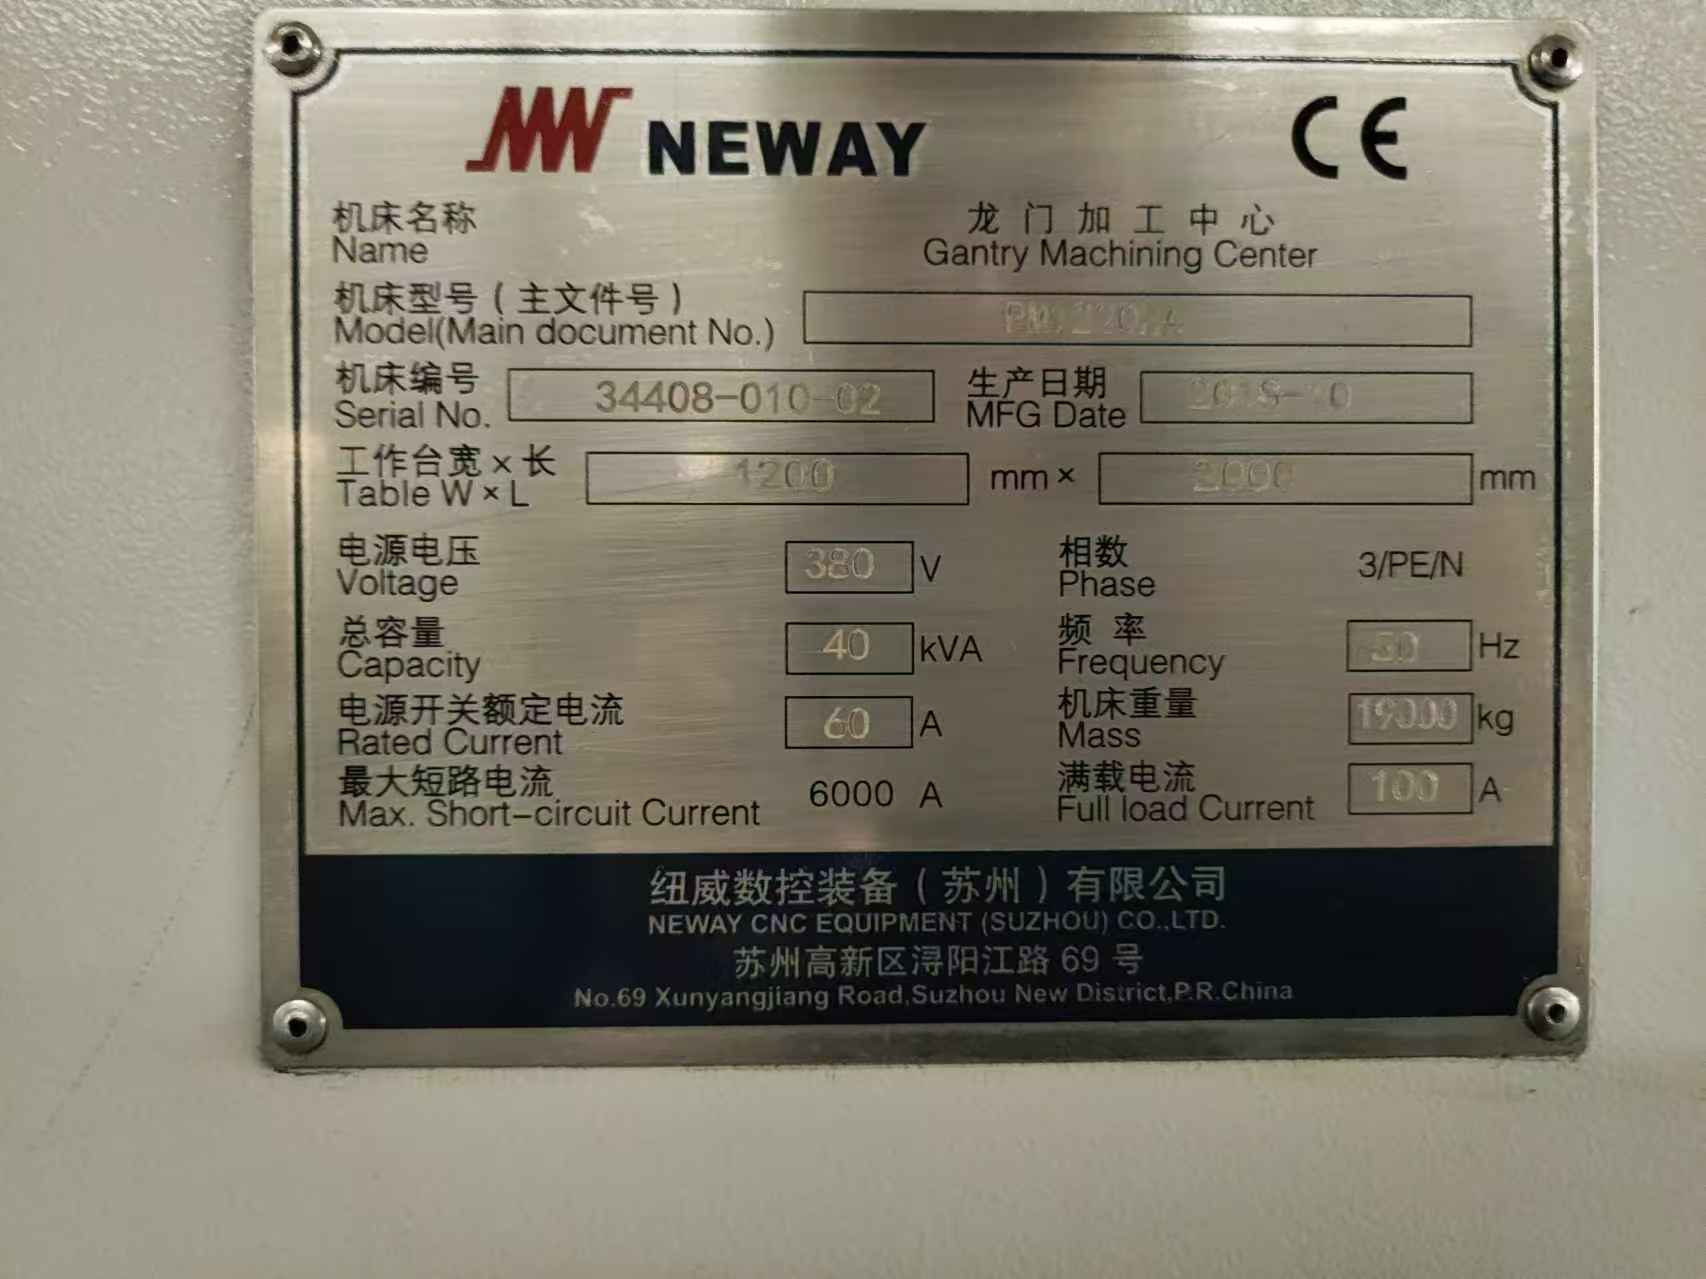 NEWAY CE
机床名称 龙门加工中心
Name Gantry Machining Center
机床型号（主文件号）
Model(Main document No.)
机床编号 34408-010-02 生产日期
Serial No. MFG Date
工作台宽×长 1200 mm× 2000 mm
Table W×L
电源电压 380 V 相数 3/PE/N
Voltage Phase
总容量 40 kVA 频率 50 Hz
Capacity Frequency
电源开关额定电流 60 A 机床重量 19000 kg
Rated Current Mass
最大短路电流 6000 A 满载电流 100 A
Max. Short-circuit Current Full load Current
纽威数控装备（苏州）有限公司
NEWAY CNC EQUIPMENT (SUZHOU) CO.,LTD.
苏州高新区浔阳江路 69 号
No.69 Xunyangjiang Road,Suzhou New District,P.R.China